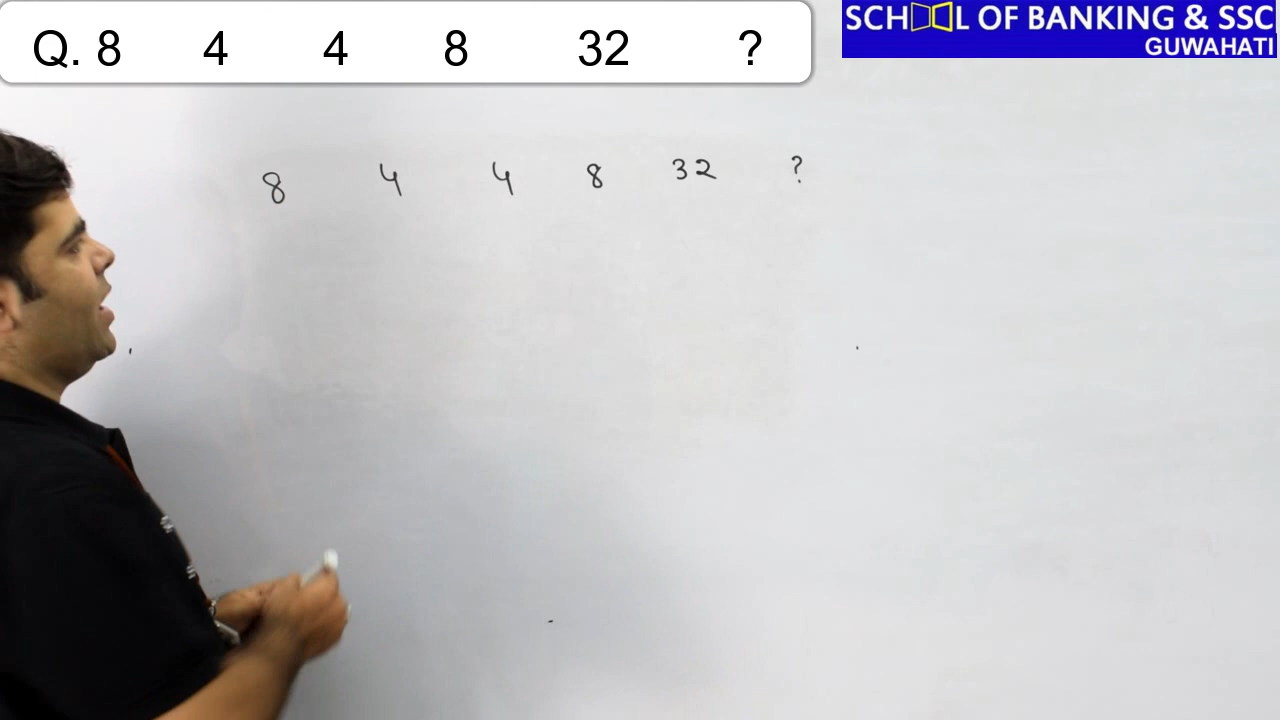 Q. 8 4 4 8 32 ?
SCHOOL OF BANKING & SSC
GUWAHATI
8 4 4 8 32 ?